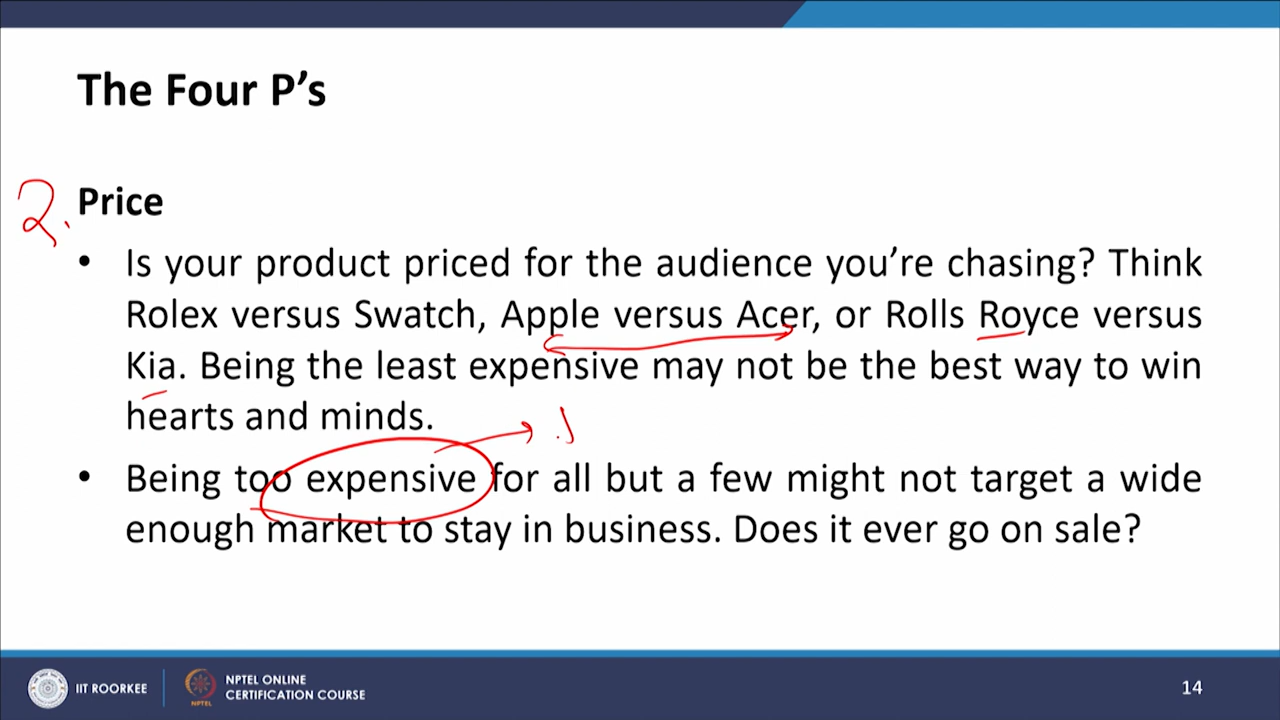 The Four P's
2. Price
• Is your product priced for the audience you're chasing? Think
Rolex versus Swatch, Apple versus Acer, or Rolls Royce versus
Kia. Being the least expensive may not be the best way to win
hearts and minds.
• Being too expensive for all but a few might not target a wide
enough market to stay in business. Does it ever go on sale?
IIT ROORKEE
NPTEL ONLINE
CERTIFICATION COURSE
NPTEL
14